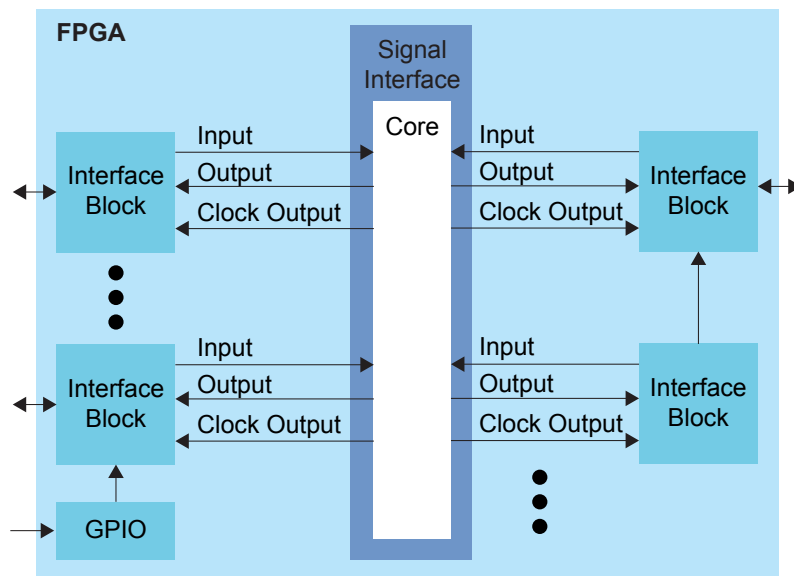 FPGA
Signal
Interface
Core
Input
Output
Clock Output
Interface
Block
Input
Output
Clock Output
Interface
Block
Input
Output
Clock Output
Interface
Block
Input
Output
Clock Output
Interface
Block
GPIO